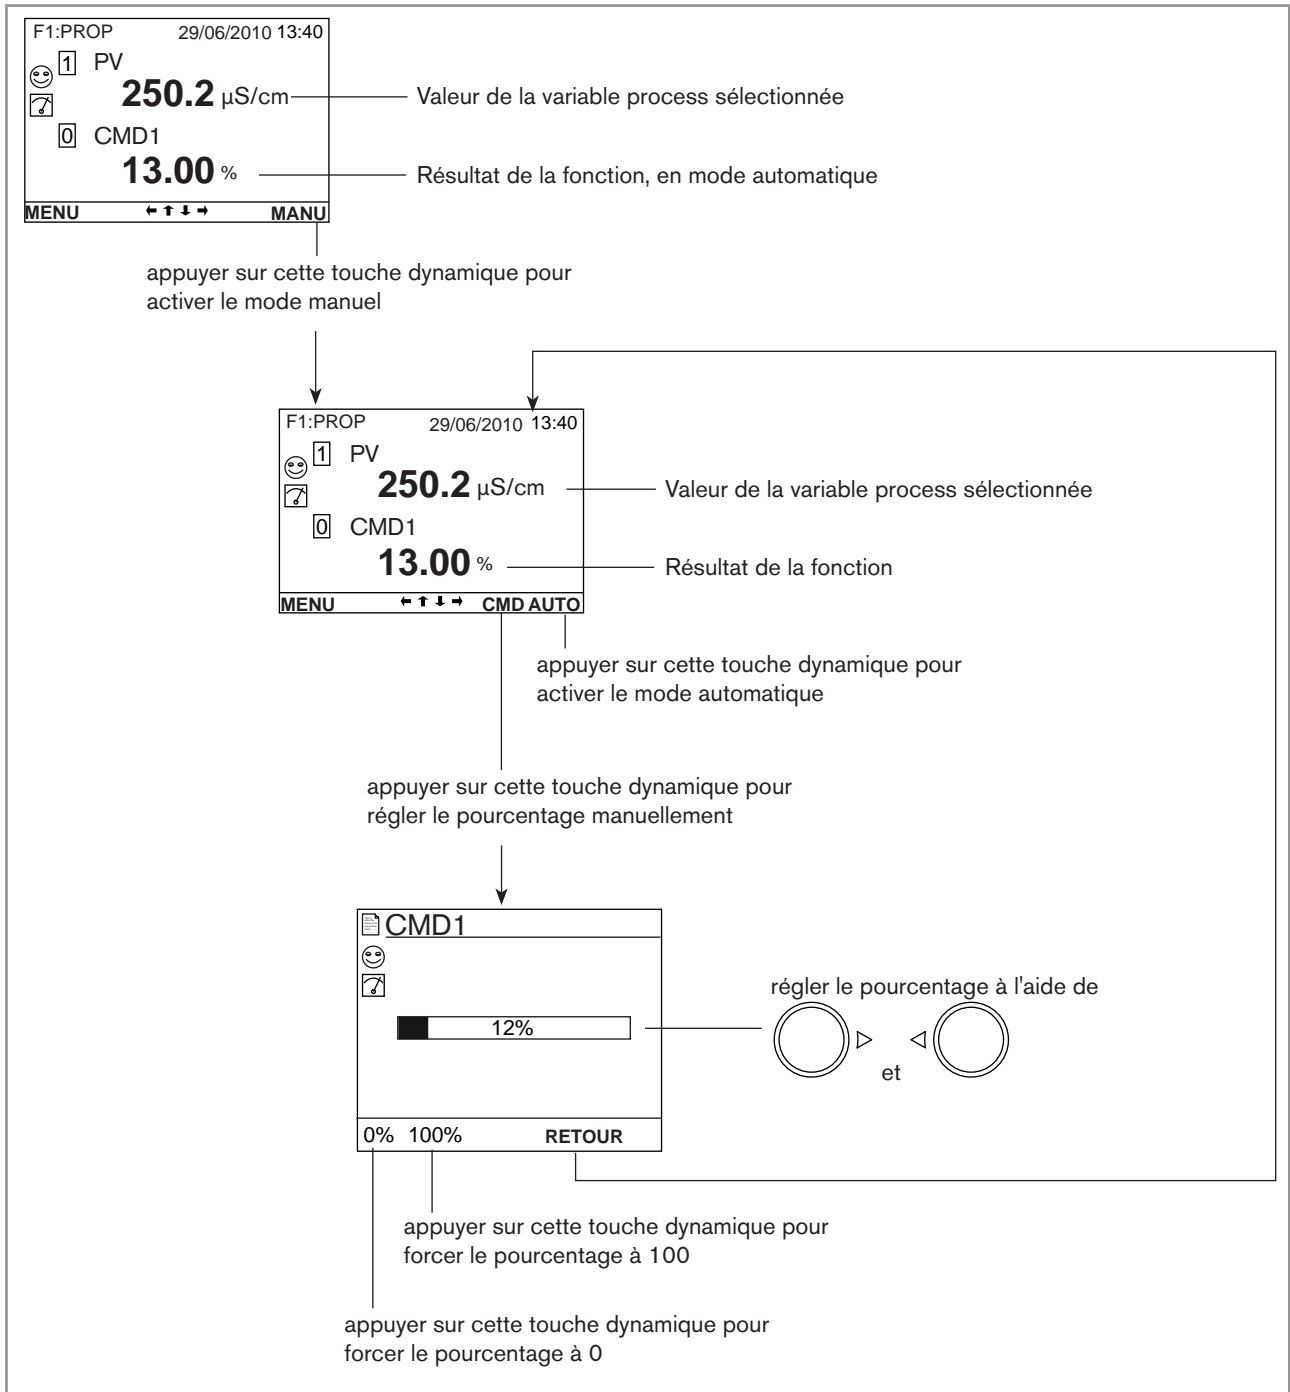 F1:PROP 29/06/2010 13:40
1 PV
250.2 µS/cm
Valeur de la variable process sélectionnée
0 CMD1
13.00 %
Résultat de la fonction, en mode automatique
MENU MANU
appuyer sur cette touche dynamique pour
activer le mode manuel
F1:PROP 29/06/2010 13:40
1 PV
250.2 µS/cm
Valeur de la variable process sélectionnée
0 CMD1
13.00 %
Résultat de la fonction
MENU CMD AUTO
appuyer sur cette touche dynamique pour
activer le mode automatique
appuyer sur cette touche dynamique pour
régler le pourcentage manuellement
CMD1
12%
régler le pourcentage à l'aide de
et
0% 100% RETOUR
appuyer sur cette touche dynamique pour
forcer le pourcentage à 100
appuyer sur cette touche dynamique pour
forcer le pourcentage à 0